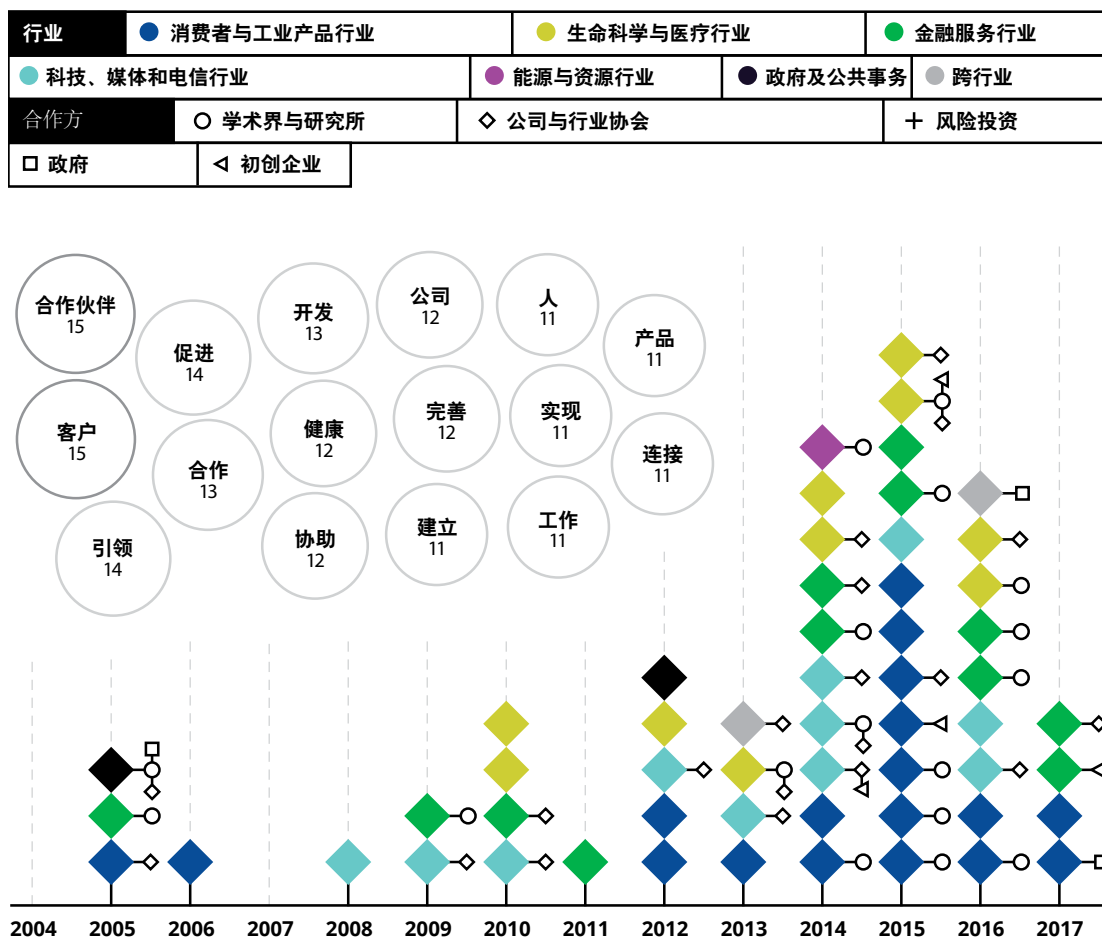 行业 消费者与工业产品行业 生命科学与医疗行业 金融服务行业
科技、媒体和电信行业 能源与资源行业 政府及公共事务 跨行业
合作方 学术界与研究所 公司与行业协会 风险投资
政府 初创企业
合作伙伴
15
促进
14
开发
13
公司
12
人
11
产品
11
客户
15
合作
13
健康
12
完善
12
实现
11
连接
11
引领
14
协助
12
建立
11
工作
11
2004 2005 2006 2007 2008 2009 2010 2011 2012 2013 2014 2015 2016 2017